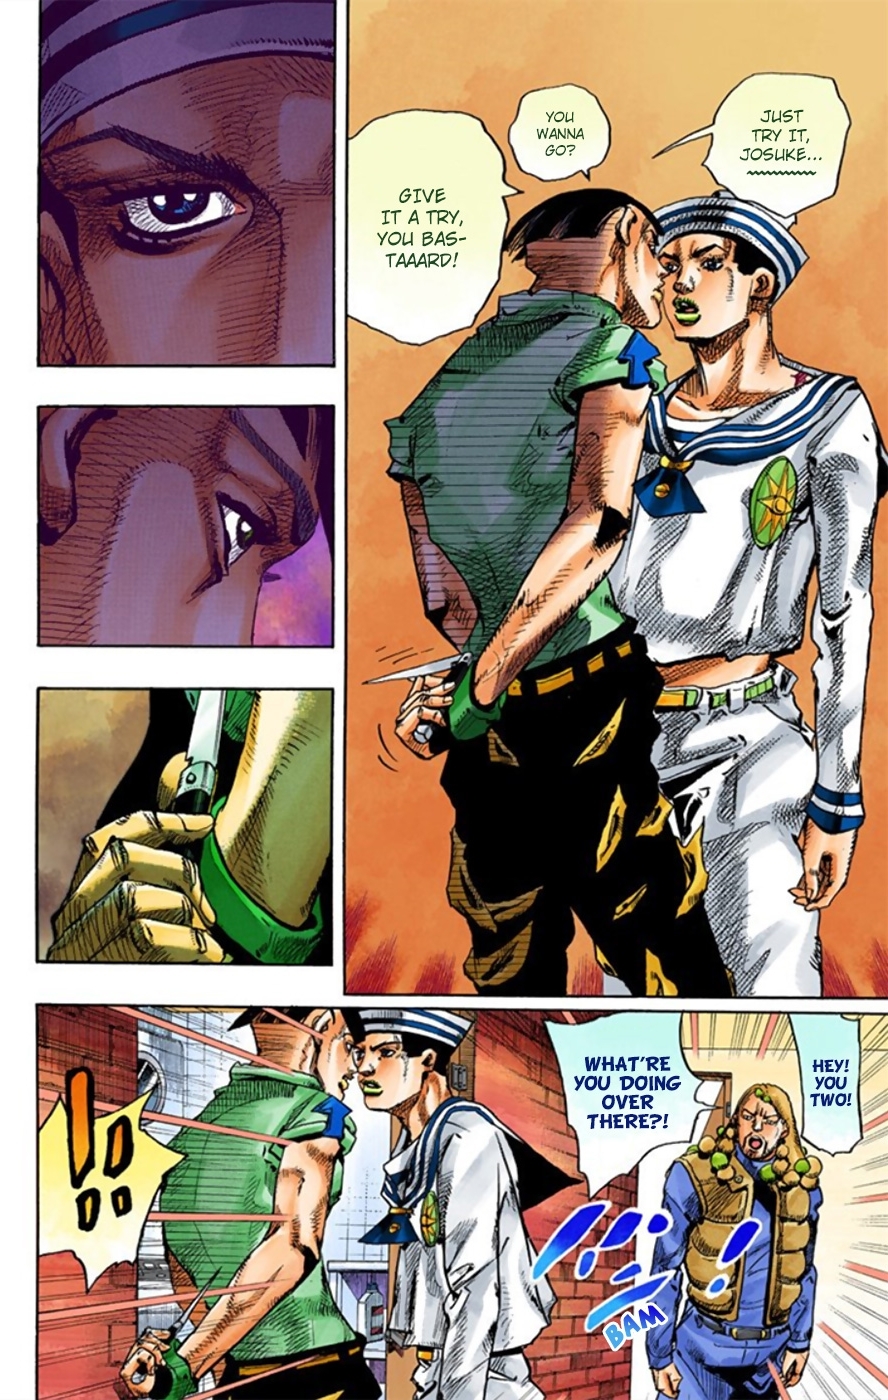 JUST
TRY IT,
JOSUKE...
YOU
WANNA
GO?
GIVE
IT A TRY,
YOU BAS-
TAAARD!
HEY!
YOU
TWO!
WHAT'RE
YOU DOING
OVER
THERE?!
!!
BAM